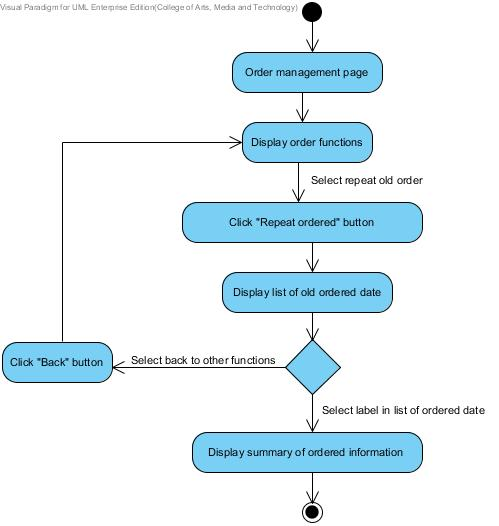 Visual Paradigm for UML Enterprise Edition(College of Arts, Media and Technology)
Order management page
Display order functions
Select repeat old order
Click "Repeat ordered" button
Display list of old ordered date
Click "Back" button
Select back to other functions
Select label in list of ordered date
Display summary of ordered information